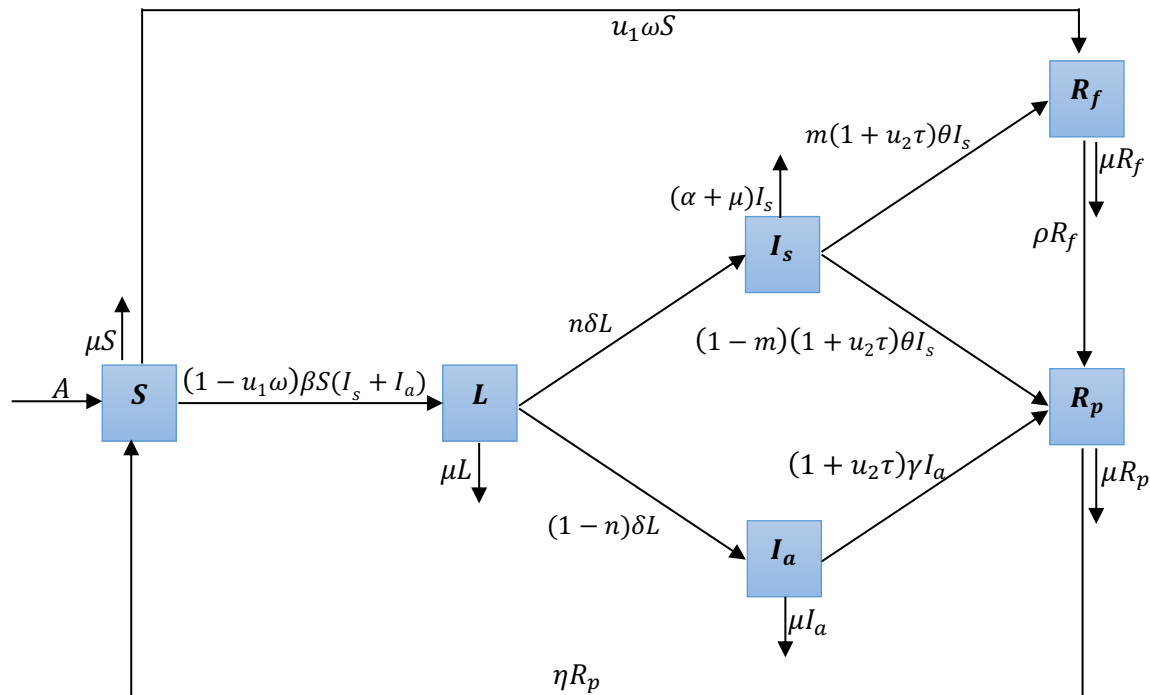 u₁ωS
R_f
m(1 + u₂τ)θI_s
μR_f
(α + μ)I_s
I_s
ρR_f
nδL
(1 − m)(1 + u₂τ)θI_s
μS
A
S
(1 − u₁ω)βS(I_s + I_a)
L
R_p
μL
(1 + u₂τ)γI_a
μR_p
(1 − n)δL
I_a
μI_a
ηR_p